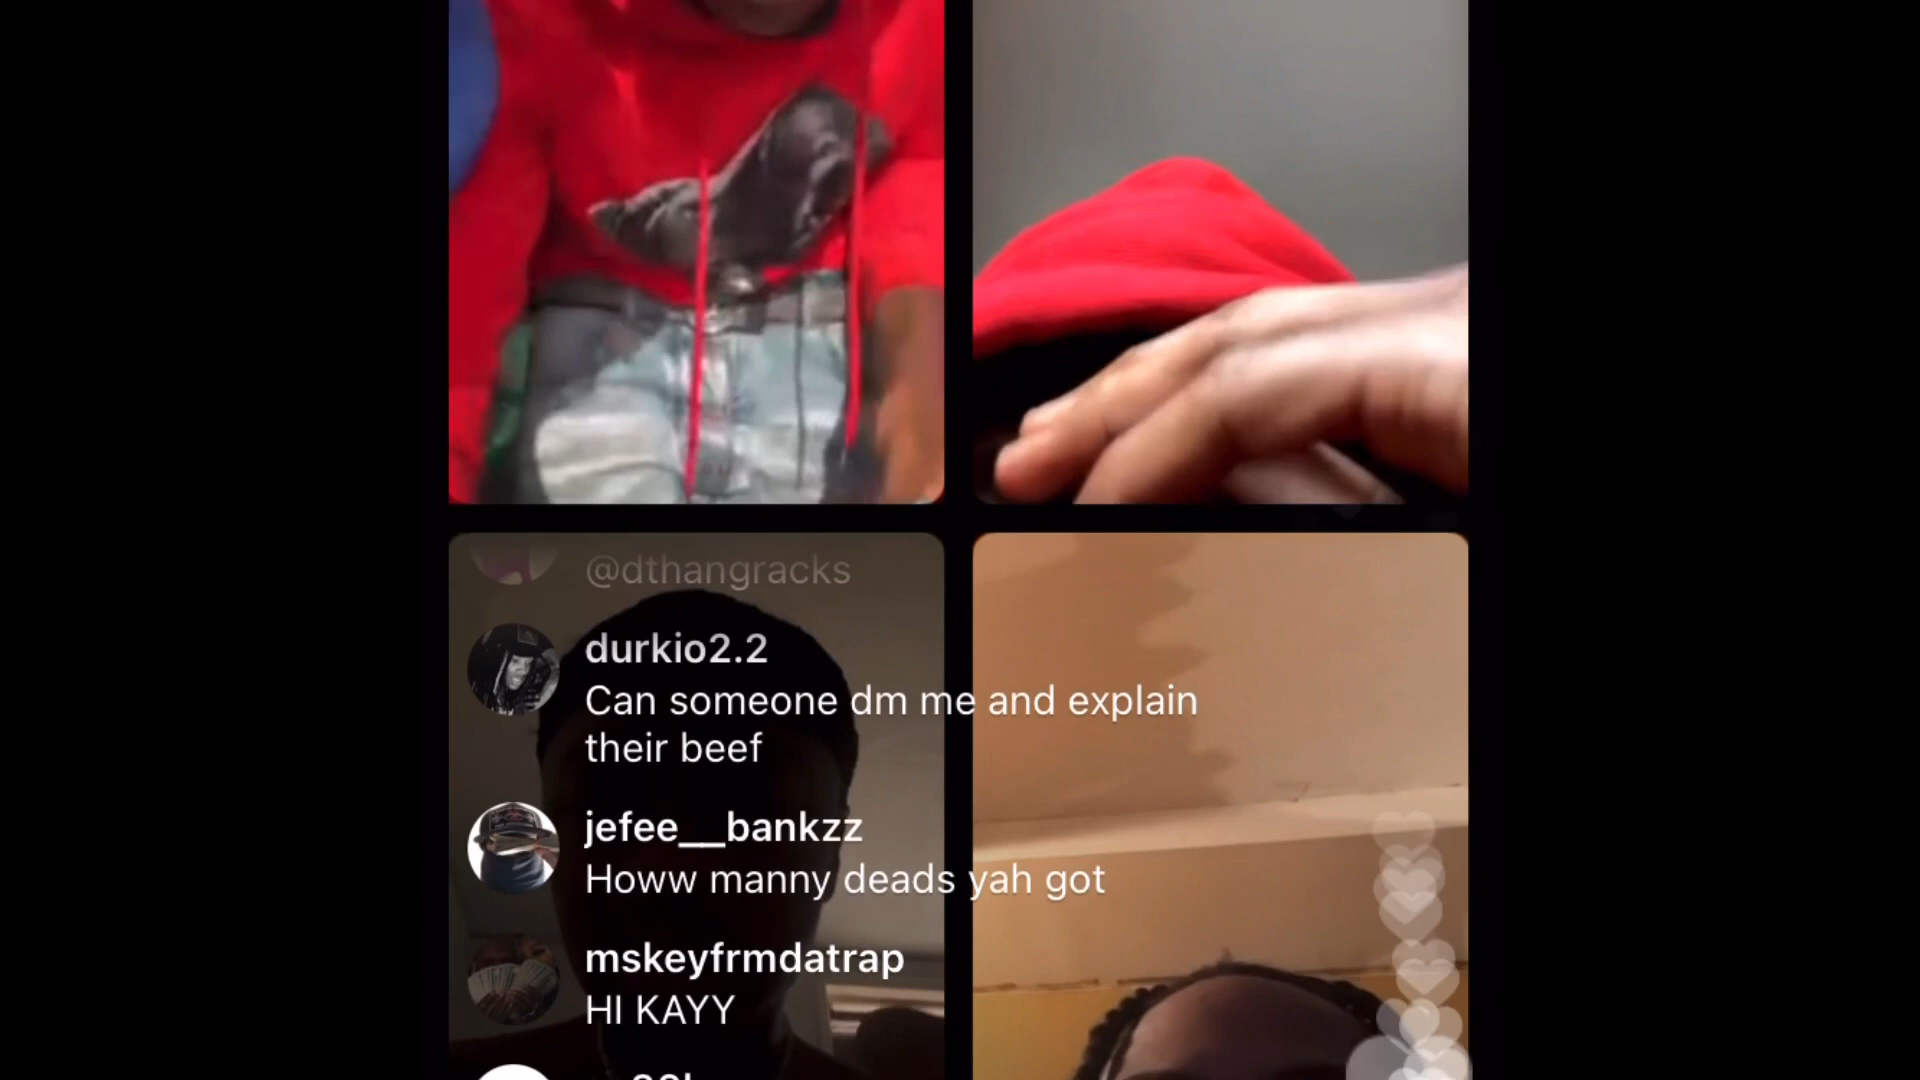 @dthangracks
durkio2.2
Can someone dm me and explain
their beef
jefee__bankzz
Howw manny deads yah got
mskeyfrmdatrap
HI KAYY